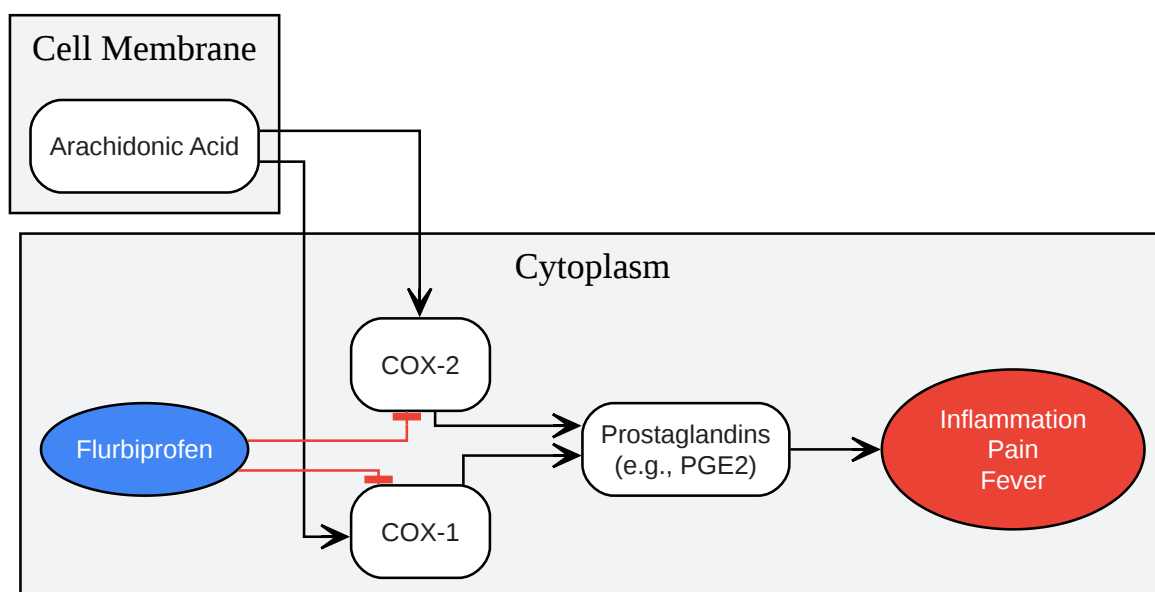 Cell Membrane
Arachidonic Acid
Cytoplasm
COX-2
Flurbiprofen
Prostaglandins
(e.g., PGE2)
Inflammation
Pain
Fever
COX-1